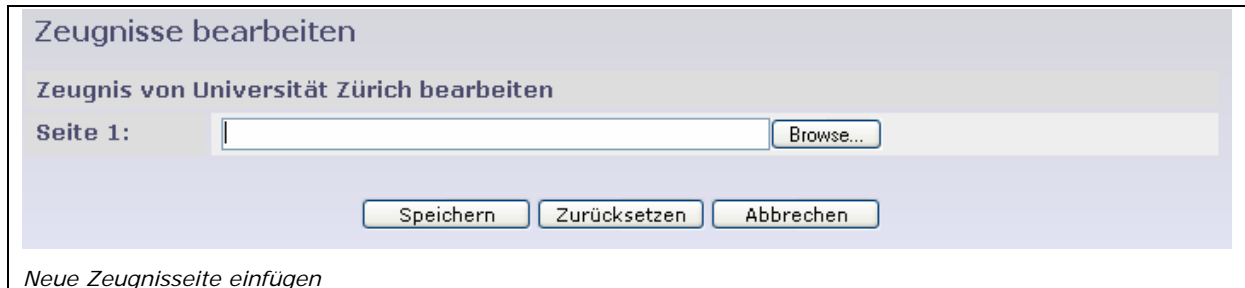 Zeugnisse bearbeiten
Zeugnis von Universität Zürich bearbeiten
Seite 1: Browse...
Speichern Zurücksetzen Abbrechen
Neue Zeugnisseite einfügen